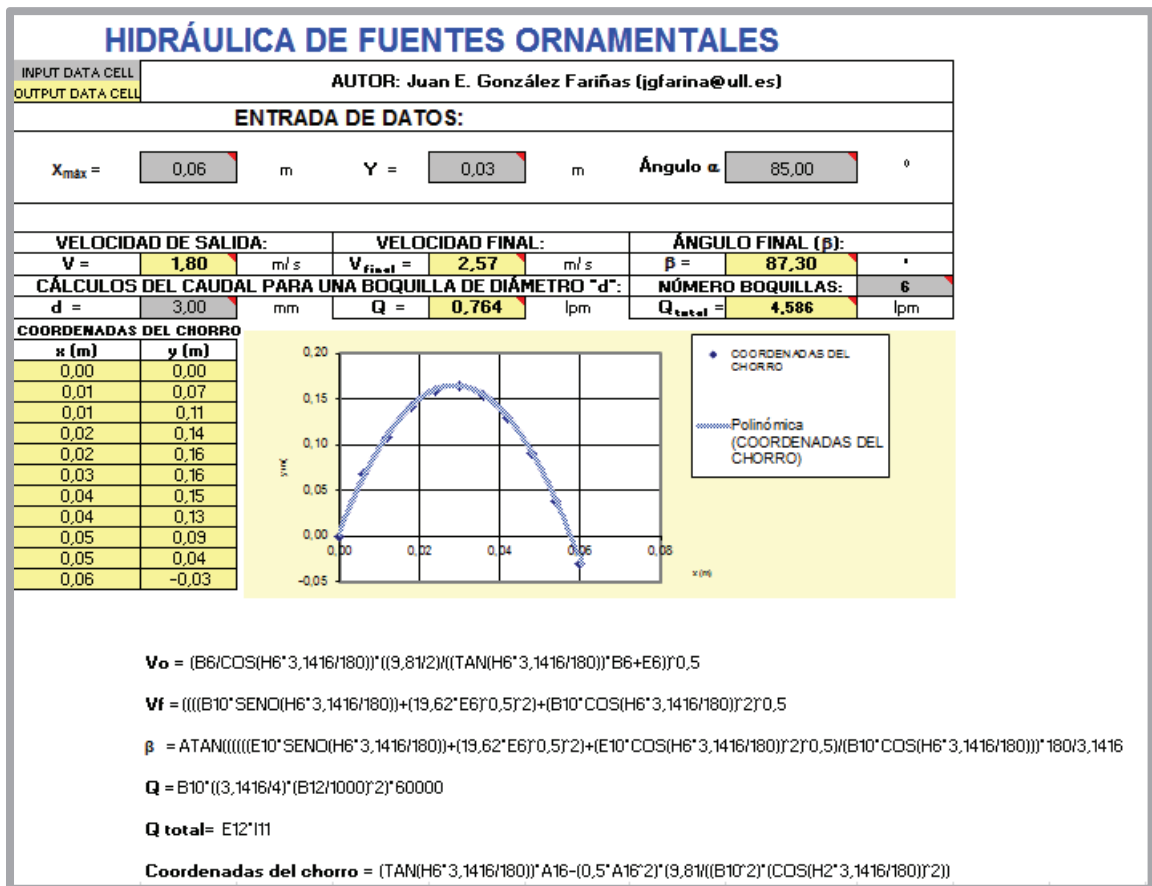 HIDRÁULICA DE FUENTES ORNAMENTALES
INPUT DATA CELL
OUTPUT DATA CELL
AUTOR: Juan E. González Fariñas (jgfarina@ull.es)
ENTRADA DE DATOS:
Xmáx = 0,06 m Y = 0,03 m Ángulo α 85,00 º
VELOCIDAD DE SALIDA: VELOCIDAD FINAL: ÁNGULO FINAL (β):
V = 1,80 m/s Vfinal = 2,57 m/s β = 87,30 º
CÁLCULOS DEL CAUDAL PARA UNA BOQUILLA DE DIÁMETRO "d": NÚMERO BOQUILLAS: 6
d = 3,00 mm Q = 0,764 lpm Qtotal = 4,586 lpm
COORDENADAS DEL CHORRO
x (m) y (m)
0,00 0,00
0,01 0,07
0,01 0,11
0,02 0,14
0,02 0,16
0,03 0,16
0,04 0,15
0,04 0,13
0,05 0,09
0,05 0,04
0,06 -0,03
0,20
0,15
0,10
0,05
0,00
-0,05
y (m)
0,00 0,02 0,04 0,06 0,08
x (m)
COORDENADAS DEL CHORRO
Polinómica (COORDENADAS DEL CHORRO)
Vo = (B6/COS(H6*3,1416/180))*((9,81/2)/((TAN(H6*3,1416/180))*B6+E6))^0,5
Vf = ((((B10*SENO(H6*3,1416/180))+(19,62*E6)^0,5)^2)+(B10*COS(H6*3,1416/180))^2)^0,5
β = ATAN((((((E10*SENO(H6*3,1416/180))+(19,62*E6)^0,5)^2)+(E10*COS(H6*3,1416/180))^2)^0,5)/(B10*COS(H6*3,1416/180)))*180/3,1416
Q = B10*((3,1416/4)*(B12/1000)^2)*60000
Q total= E12*I11
Coordenadas del chorro = (TAN(H6*3,1416/180))*A16-(0,5*A16^2)*(9,81/((B10^2)*(COS(H2*3,1416/180))^2))